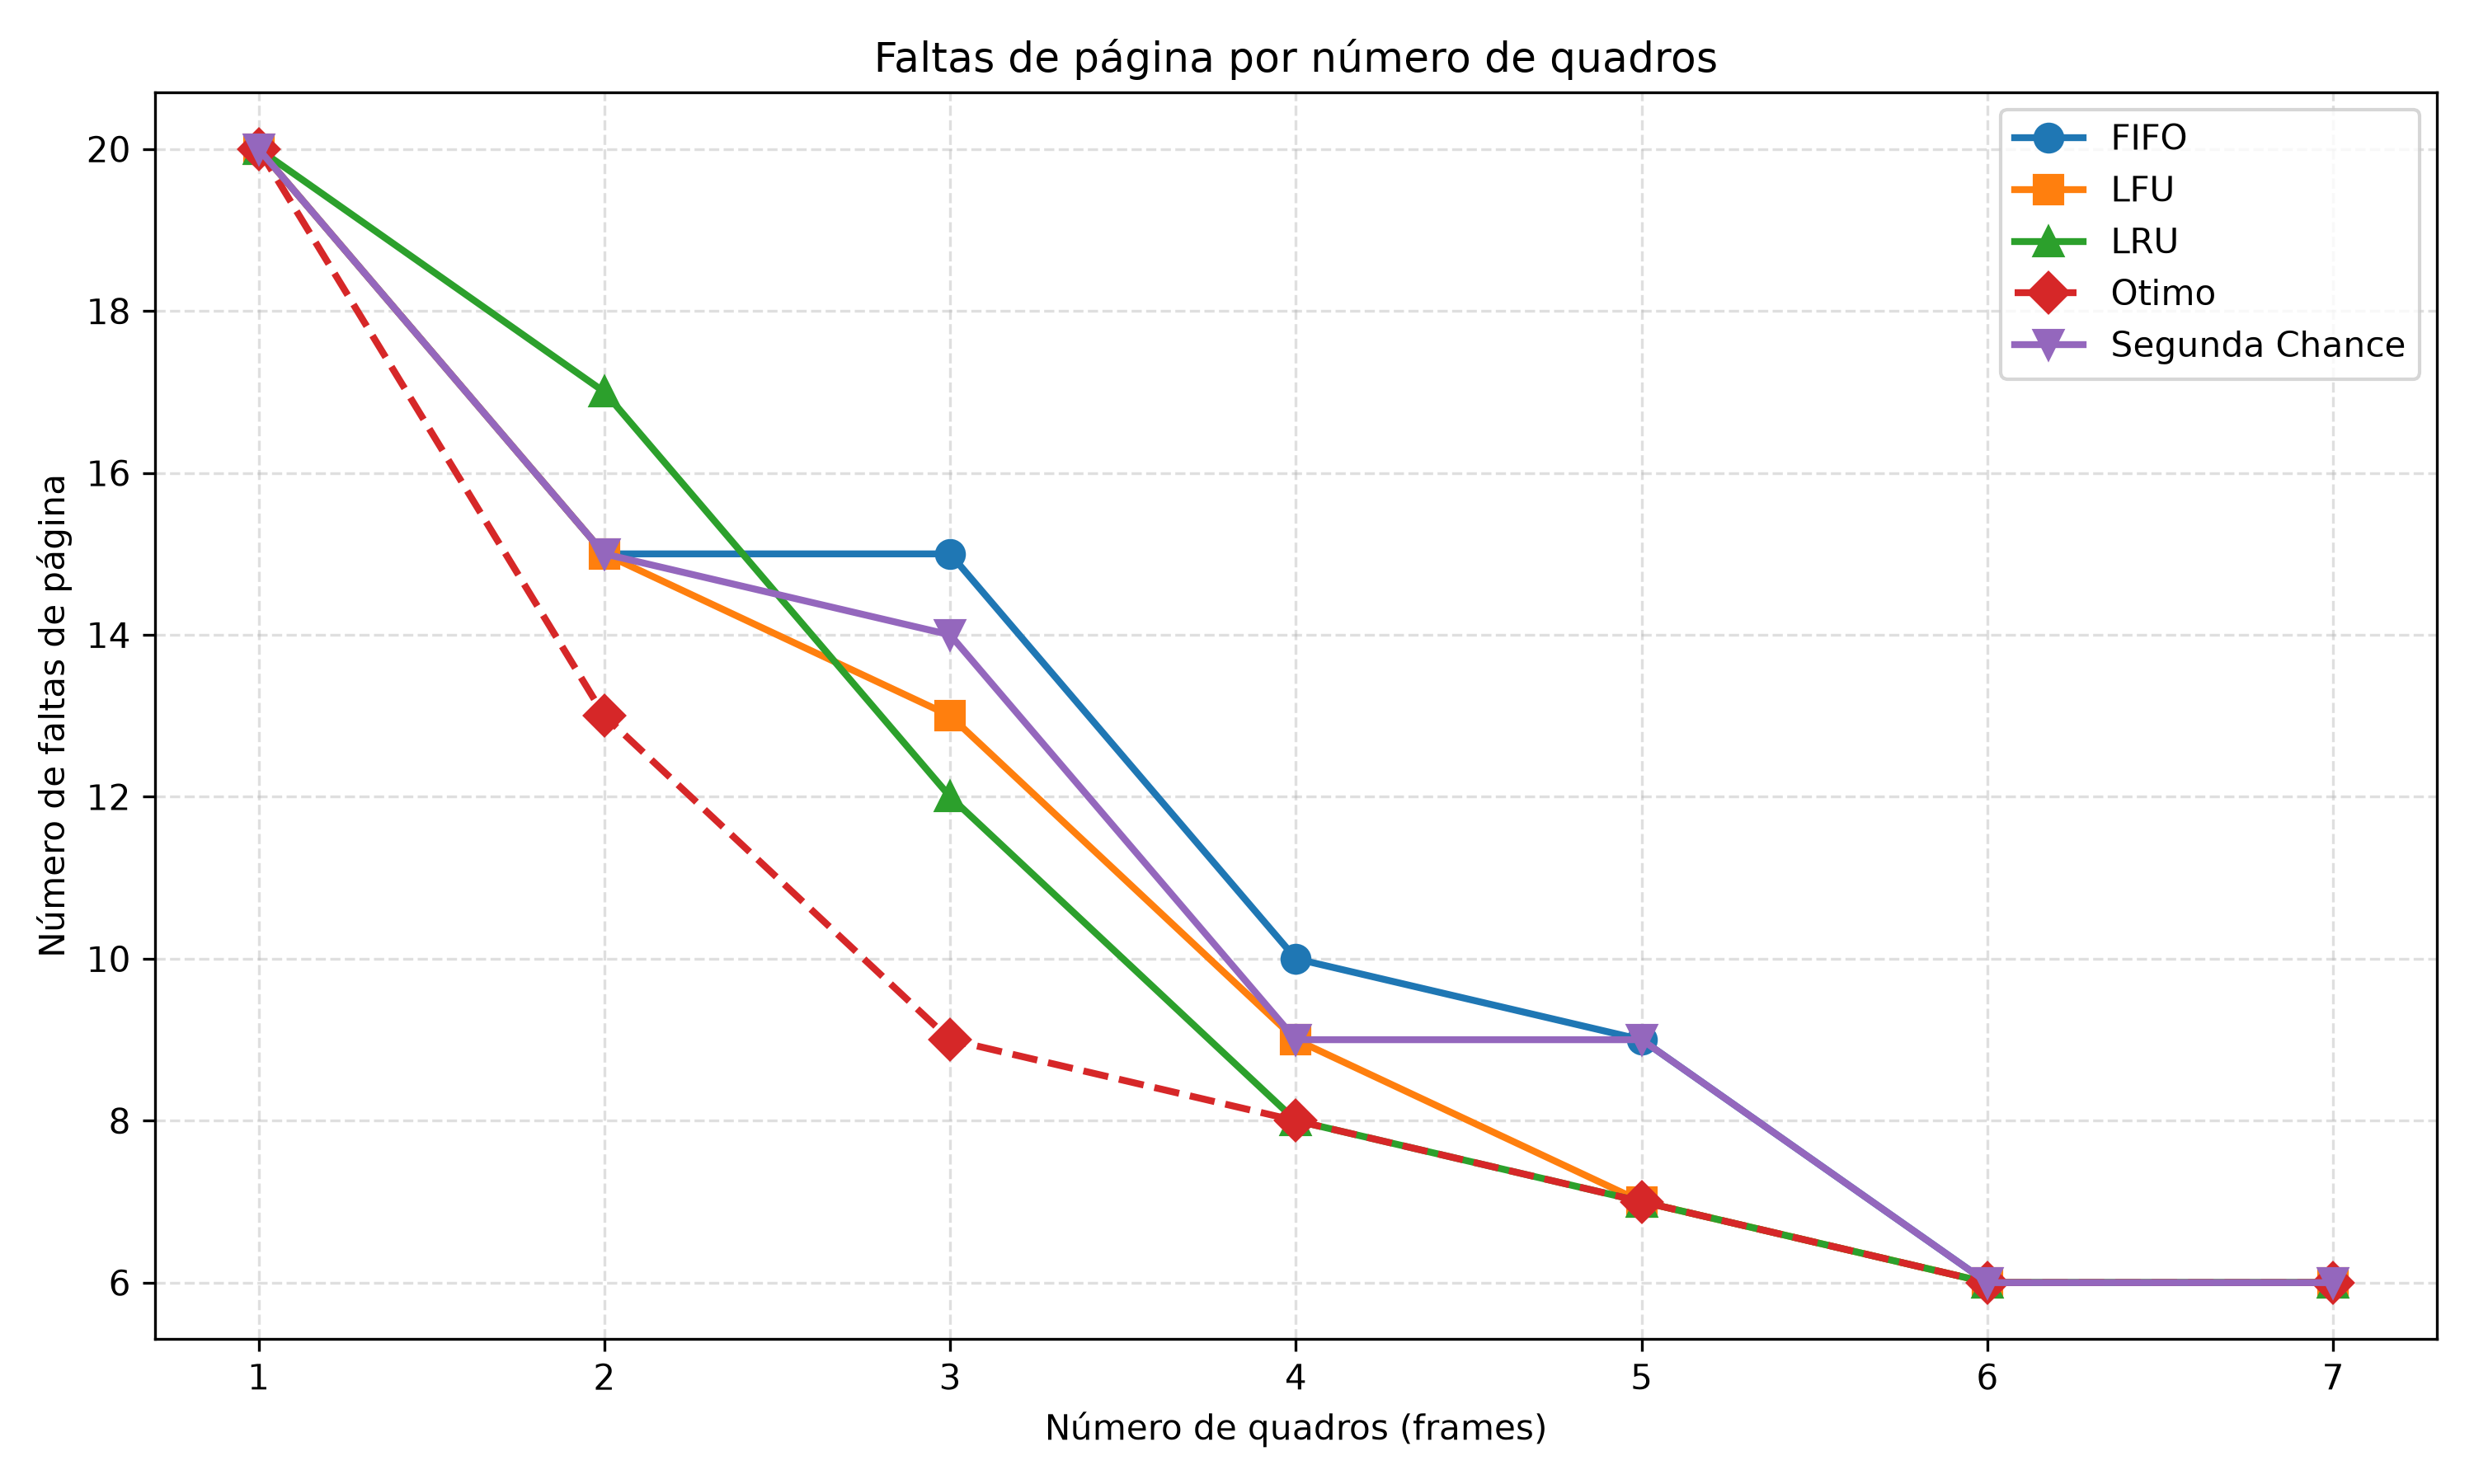 Faltas de página por número de quadros
FIFO
LFU
LRU
Otimo
Segunda Chance
Número de faltas de página
20
18
16
14
12
10
8
6
1 2 3 4 5 6 7
Número de quadros (frames)